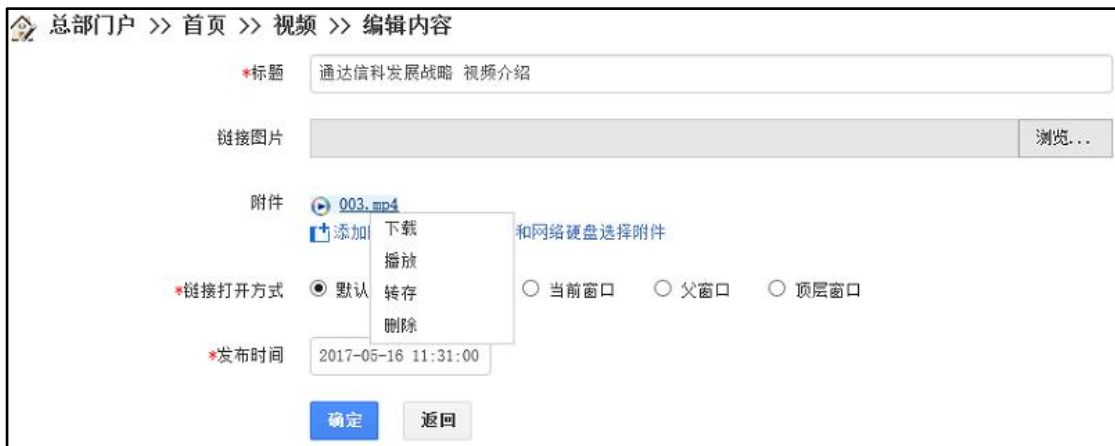 总部门户 >> 首页 >> 视频 >> 编辑内容
*标题 通达信科发展战略 视频介绍
链接图片 浏览...
附件 003.mp4
添加 和网络硬盘选择附件
下载
播放
*链接打开方式 默认 当前窗口 父窗口 顶层窗口
转存
删除
*发布时间 2017-05-16 11:31:00
确定 返回